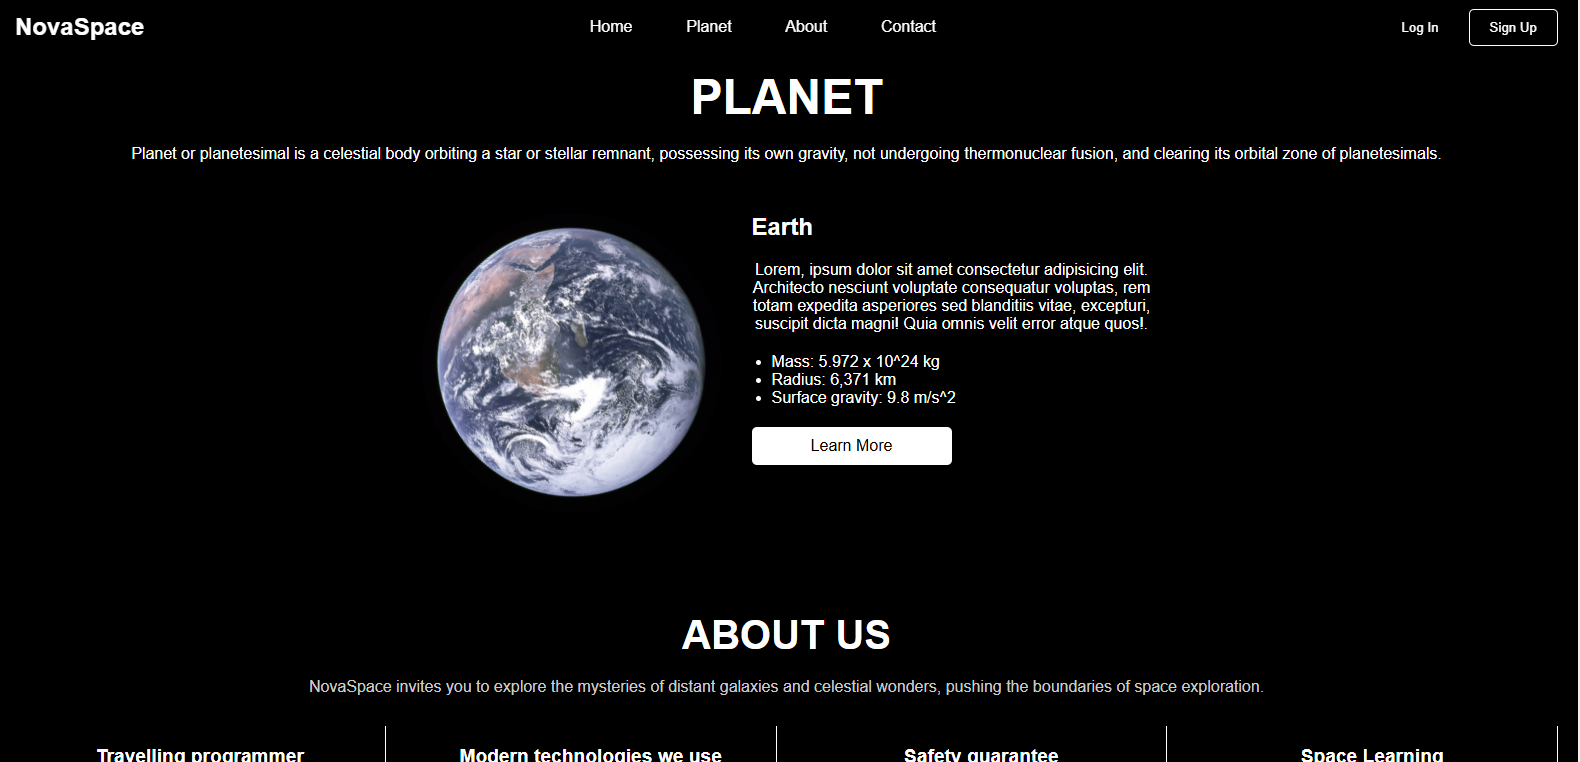 NovaSpace
Home
Planet
About
Contact
Log In
Sign Up
PLANET
Planet or planetesimal is a celestial body orbiting a star or stellar remnant, possessing its own gravity, not undergoing thermonuclear fusion, and clearing its orbital zone of planetesimals.
Earth
Lorem, ipsum dolor sit amet consectetur adipisicing elit.
Architecto nesciunt voluptate consequatur voluptas, rem
totam expedita asperiores sed blanditiis vitae, excepturi,
suscipit dicta magni! Quia omnis velit error atque quos!.
• Mass: 5.972 x 10^24 kg
• Radius: 6,371 km
• Surface gravity: 9.8 m/s^2
Learn More
ABOUT US
NovaSpace invites you to explore the mysteries of distant galaxies and celestial wonders, pushing the boundaries of space exploration.
Travelling programmer
Modern technologies we use
Safety guarantee
Space Learning